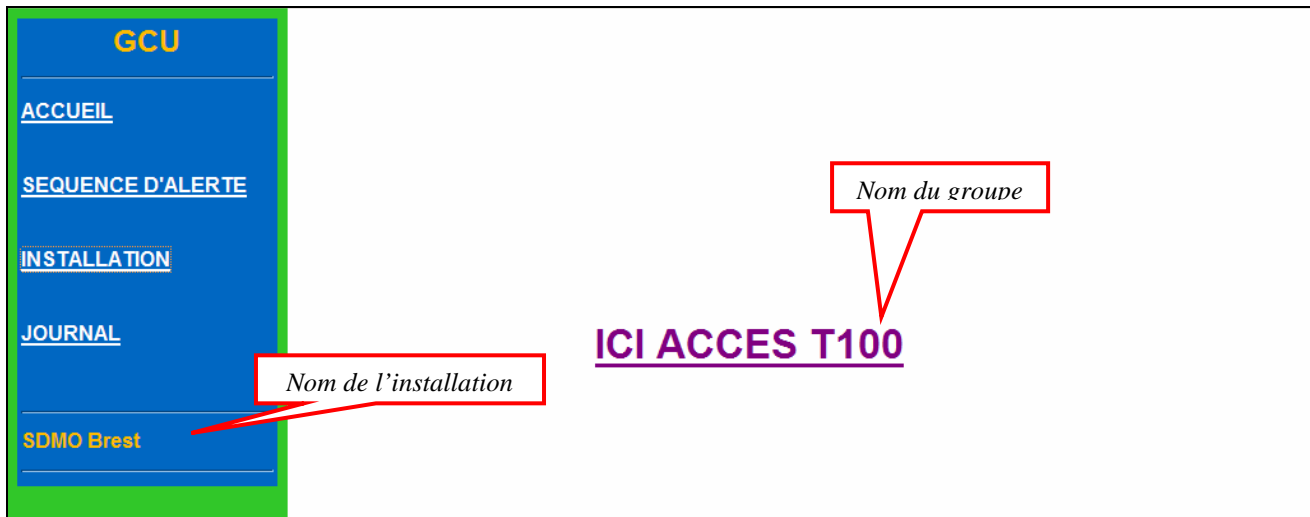 GCU
ACCUEIL
SEQUENCE D'ALERTE
INSTALLATION
JOURNAL
SDMO Brest
Nom de l'installation
Nom du groupe
ICI ACCES T100